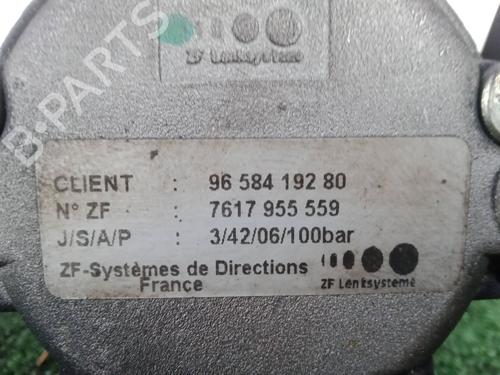 ZF Lenksysteme
B-PARTS
CLIENT : 96 584 192 80
N° ZF : 7617 955 559
J/S/A/P : 3/42/06/100bar
ZF-Systèmes de Directions
France
ZF Lenksysteme